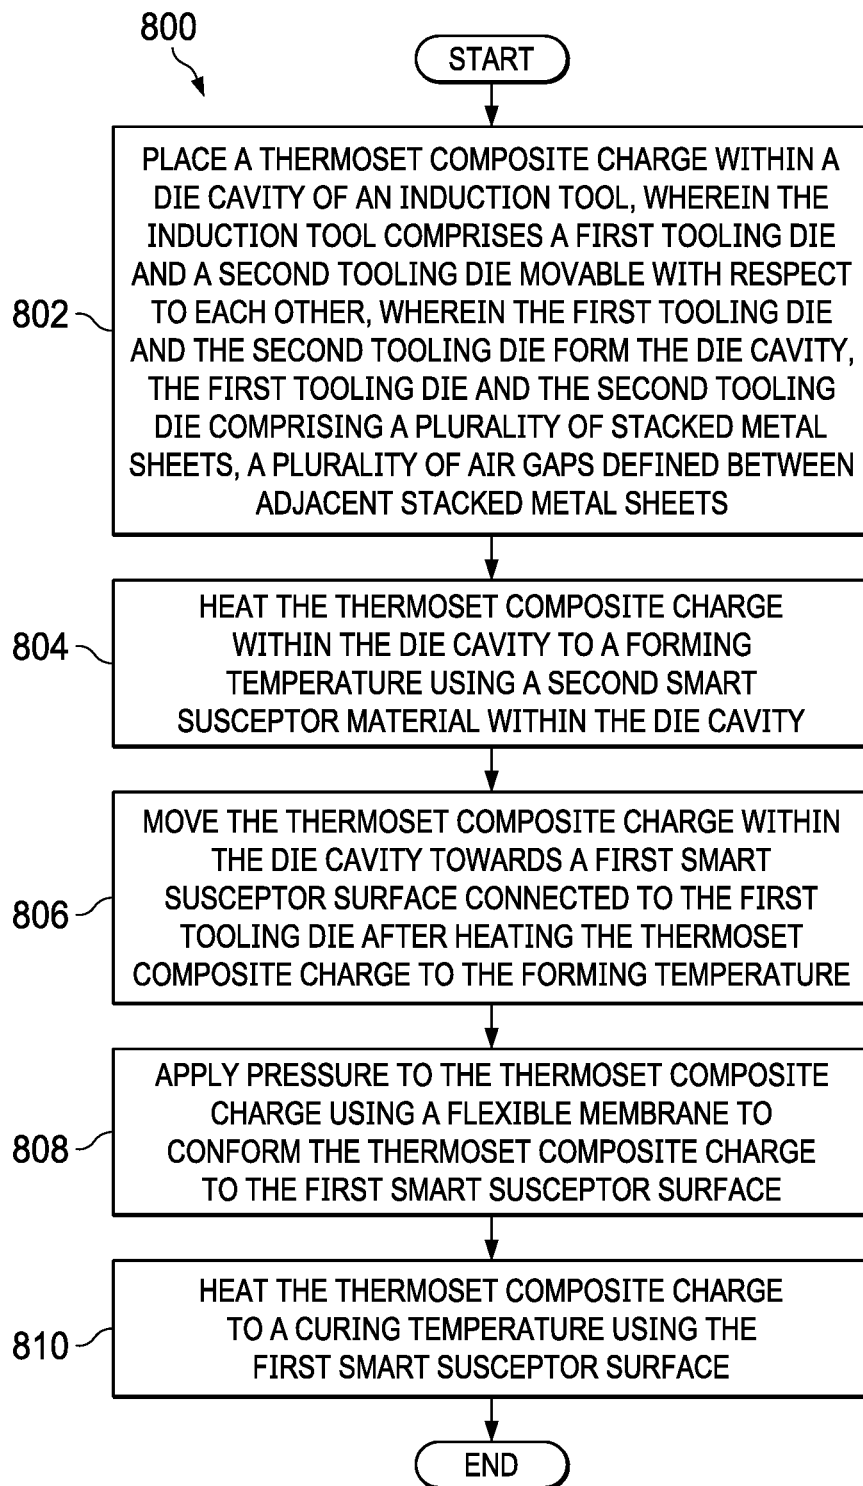 800
START
PLACE A THERMOSET COMPOSITE CHARGE WITHIN A
DIE CAVITY OF AN INDUCTION TOOL, WHEREIN THE
INDUCTION TOOL COMPRISES A FIRST TOOLING DIE
AND A SECOND TOOLING DIE MOVABLE WITH RESPECT
TO EACH OTHER, WHEREIN THE FIRST TOOLING DIE
AND THE SECOND TOOLING DIE FORM THE DIE CAVITY,
THE FIRST TOOLING DIE AND THE SECOND TOOLING
DIE COMPRISING A PLURALITY OF STACKED METAL
SHEETS, A PLURALITY OF AIR GAPS DEFINED BETWEEN
ADJACENT STACKED METAL SHEETS
802
HEAT THE THERMOSET COMPOSITE CHARGE
WITHIN THE DIE CAVITY TO A FORMING
TEMPERATURE USING A SECOND SMART
SUSCEPTOR MATERIAL WITHIN THE DIE CAVITY
804
MOVE THE THERMOSET COMPOSITE CHARGE WITHIN
THE DIE CAVITY TOWARDS A FIRST SMART
SUSCEPTOR SURFACE CONNECTED TO THE FIRST
TOOLING DIE AFTER HEATING THE THERMOSET
COMPOSITE CHARGE TO THE FORMING TEMPERATURE
806
APPLY PRESSURE TO THE THERMOSET COMPOSITE
CHARGE USING A FLEXIBLE MEMBRANE TO
CONFORM THE THERMOSET COMPOSITE CHARGE
TO THE FIRST SMART SUSCEPTOR SURFACE
808
HEAT THE THERMOSET COMPOSITE CHARGE
TO A CURING TEMPERATURE USING THE
FIRST SMART SUSCEPTOR SURFACE
810
END